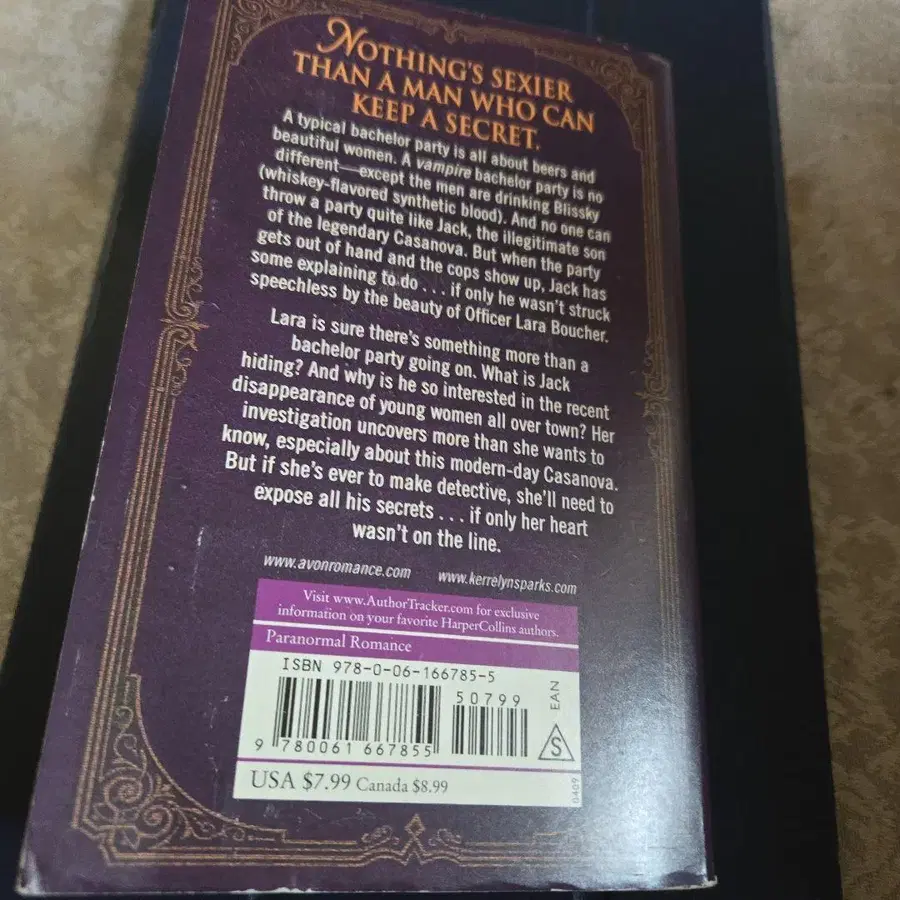 NOTHING'S SEXIER
THAN A MAN WHO CAN
KEEP A SECRET.
A typical bachelor party is all about beers and
beautiful women. A vampire bachelor party is no
different—except the men are drinking Blissky
(whiskey-flavored synthetic blood). And no one can
throw a party quite like Jack, the illegitimate son
of the legendary Casanova. But when the party
gets out of hand and the cops show up, Jack has
some explaining to do . . . if only he wasn't struck
speechless by the beauty of Officer Lara Boucher.
Lara is sure there's something more than a
bachelor party going on. What is Jack
hiding? And why is he so interested in the recent
disappearance of young women all over town? Her
investigation uncovers more than she wants to
know, especially about this modern-day Casanova.
But if she's ever to make detective, she'll need to
expose all his secrets . . . if only her heart
wasn't on the line.
www.avonromance.com www.kerrelynsparks.com
Visit www.AuthorTracker.com for exclusive
information on your favorite HarperCollins authors.
Paranormal Romance
ISBN 978-0-06-166785-5
50799
EAN
S
9 780061 667855
USA $7.99 Canada $8.99
0409